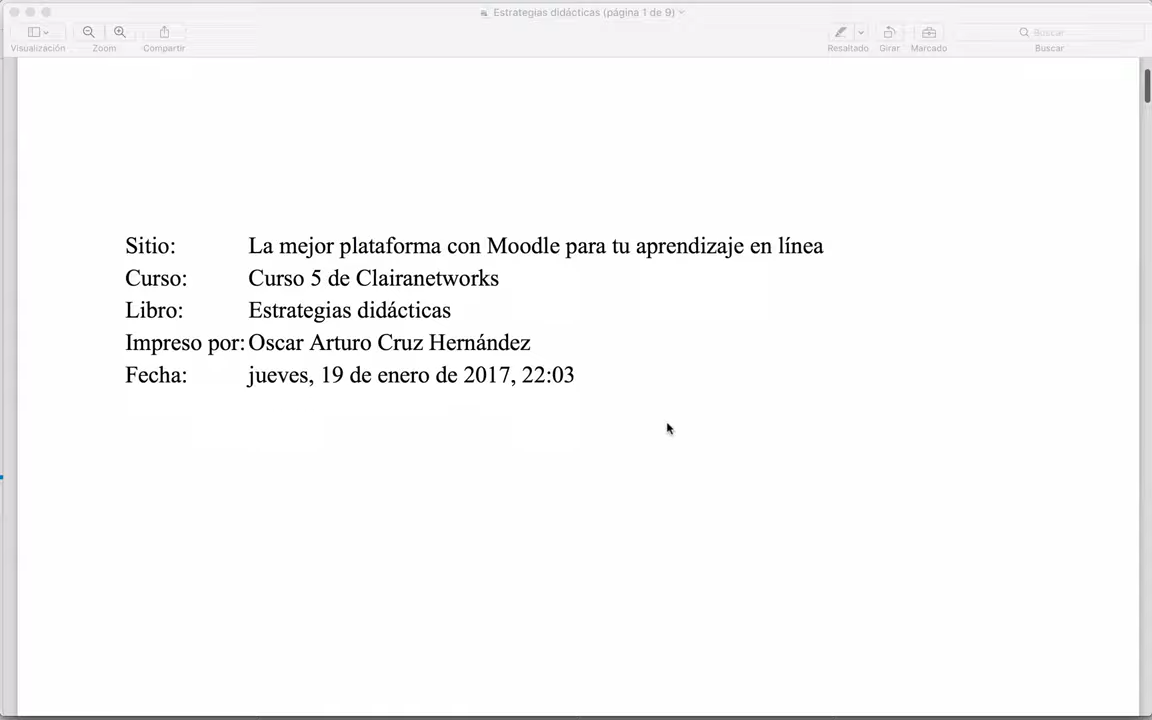 Estrategias didácticas (página 1 de 9)
Visualización
Zoom
Compartir
Resaltado
Girar
Marcado
Buscar
Buscar
Sitio: La mejor plataforma con Moodle para tu aprendizaje en línea
Curso: Curso 5 de Clairanetworks
Libro: Estrategias didácticas
Impreso por: Oscar Arturo Cruz Hernández
Fecha: jueves, 19 de enero de 2017, 22:03